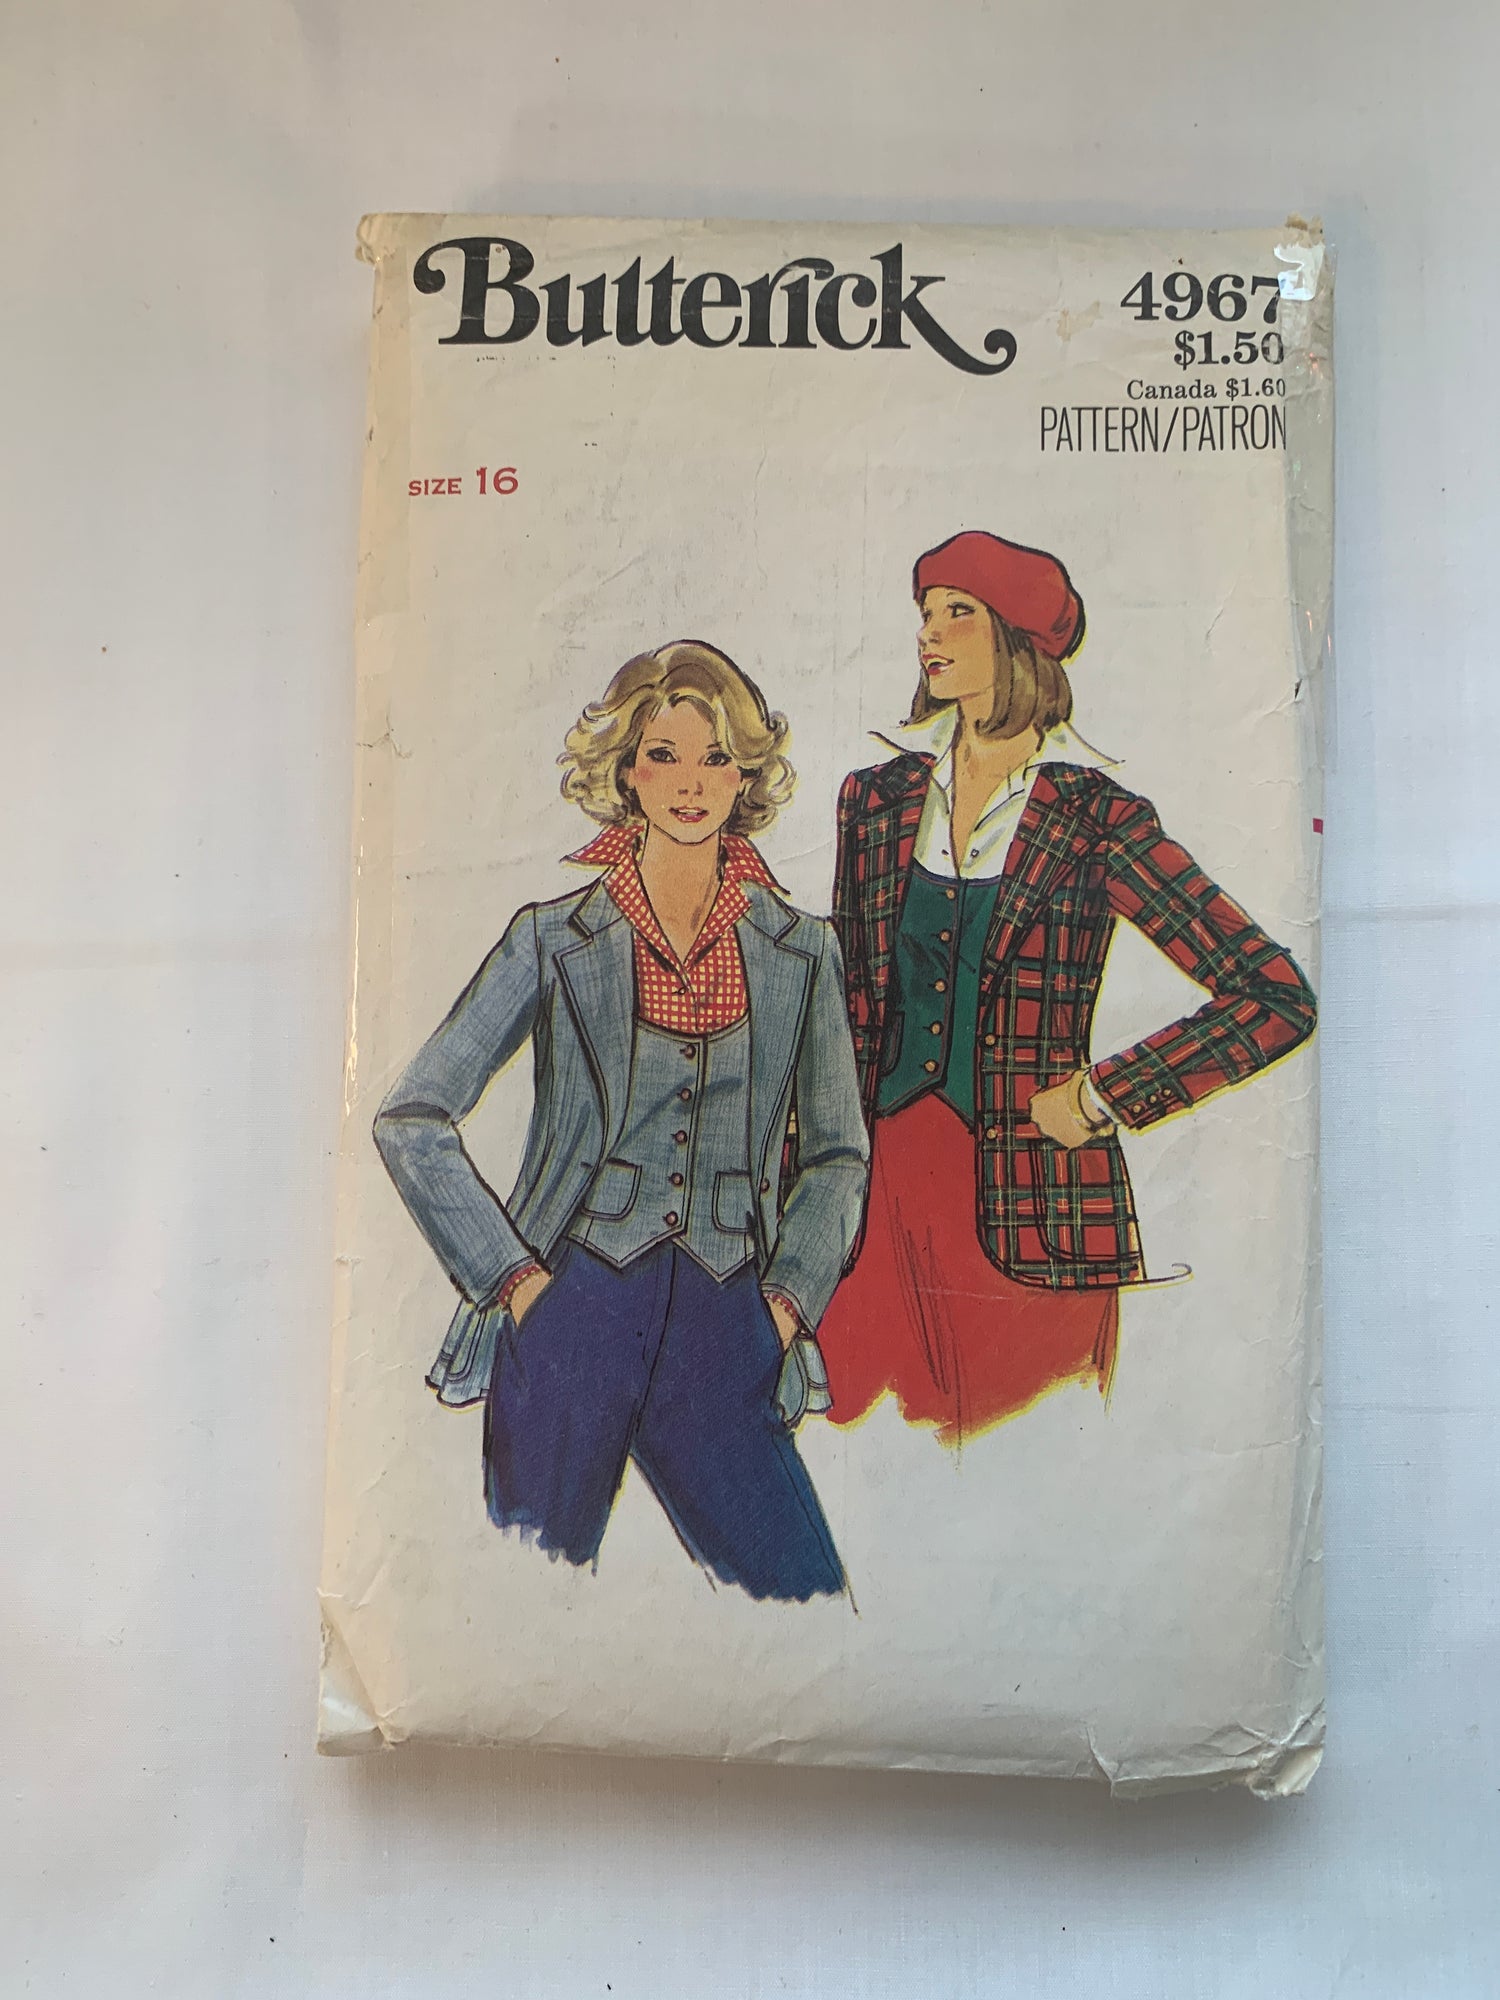 Butterick
4967
$1.50
Canada $1.60
PATTERN/PATRON
SIZE 16